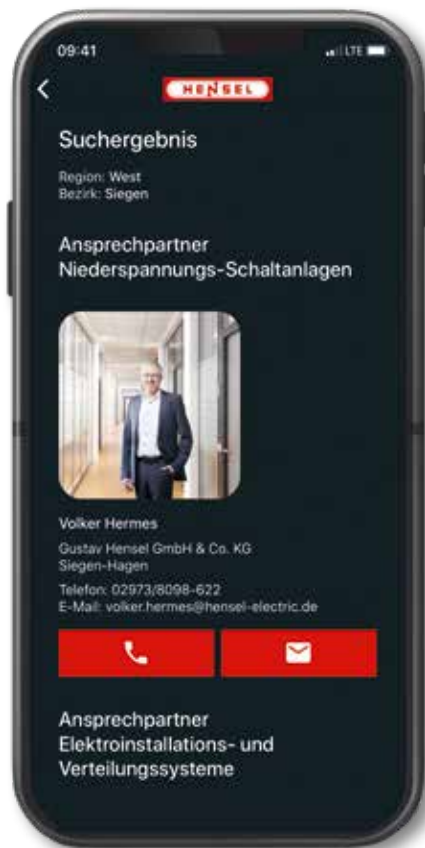 09:41
LTE
HENSEL
Suchergebnis
Region: West
Bezirk: Siegen
Ansprechpartner
Niederspannungs-Schaltanlagen
Volker Hermes
Gustav Hensel GmbH & Co. KG
Siegen-Hagen
Telefon: 02973/8098-622
E-Mail: volker.hermes@hensel-electric.de
Ansprechpartner
Elektroinstallations- und
Verteilungssysteme